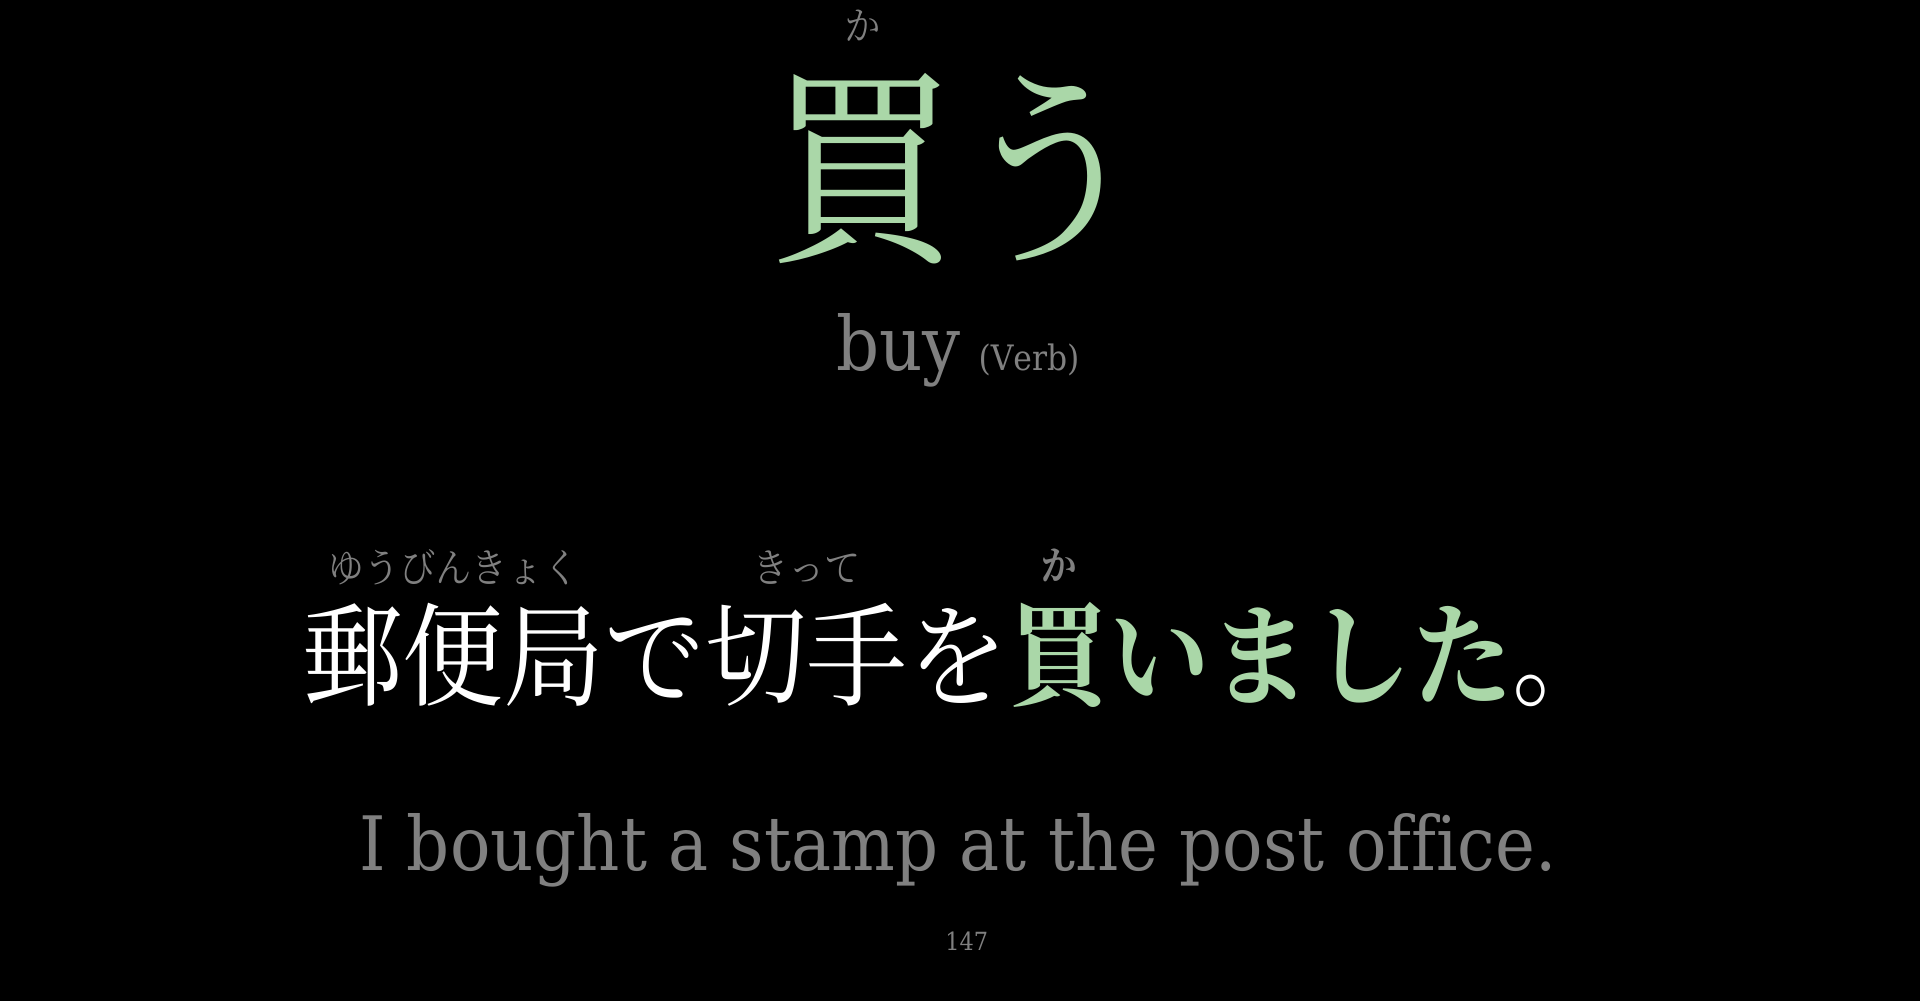 か
買う
buy (Verb)
ゆうびんきょく きって か
郵便局で切手を買いました。
I bought a stamp at the post office.
147